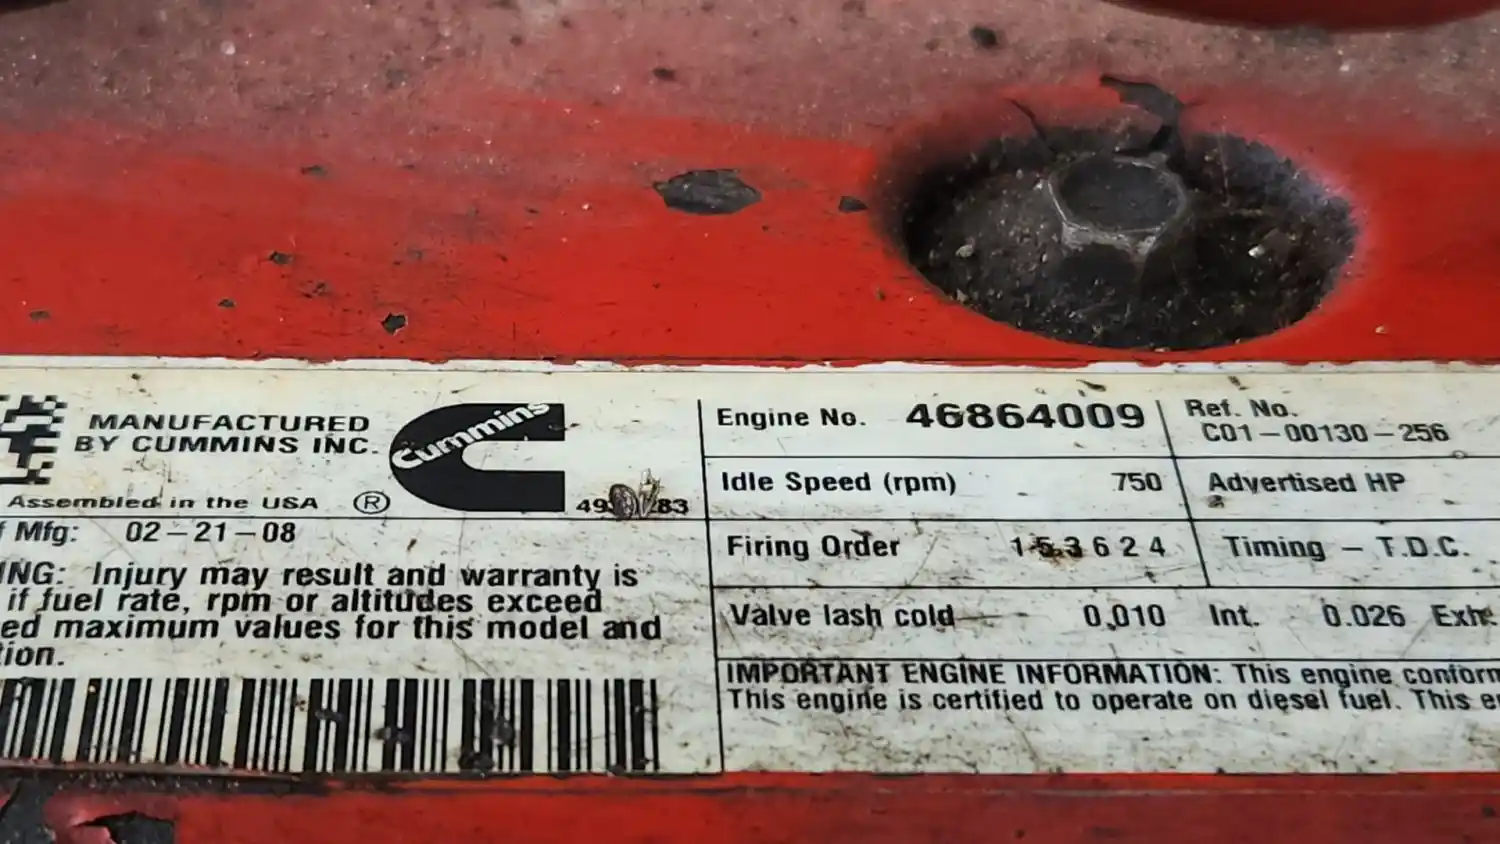 MANUFACTURED
BY CUMMINS INC.
Assembled in the USA ®
Cummins
83
Mfg: 02-21-08
ING: Injury may result and warranty is
if fuel rate, rpm or altitudes exceed
ed maximum values for this model and
tion.
Engine No. 46864009
Ref. No.
C01-00130-256
Idle Speed (rpm) 750
Advertised HP
Firing Order 1 5 3 6 2 4
Timing - T.D.C.
Valve lash cold 0.010 Int. 0.026 Exh.
IMPORTANT ENGINE INFORMATION: This engine conform
This engine is certified to operate on diesel fuel. This